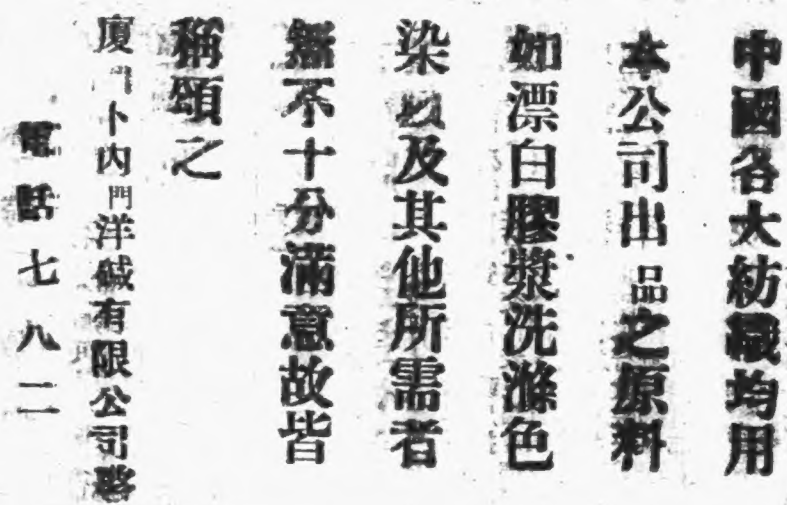 中國各大紡織均用
本公司出品之原料
如漂白膠漿洗滌色
染以及其他所需者
無不十分滿意故皆
稱頌之
廈門卜內門洋鹼有限公司啓
電話七八二